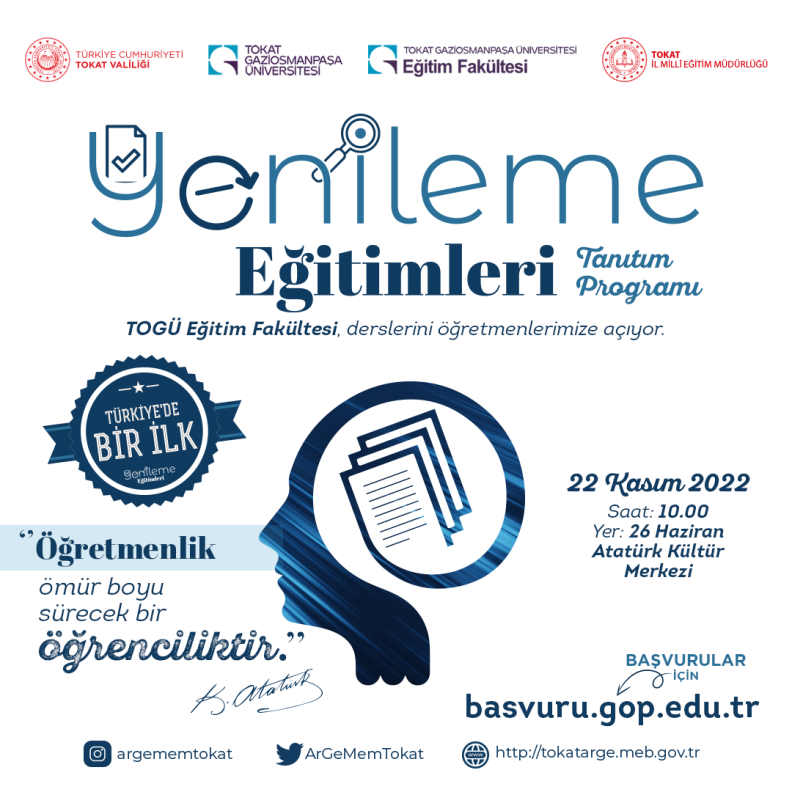 TÜRKİYE CUMHURİYETİ
TOKAT VALİLİĞİ
TOKAT
GAZİOSMANPAŞA
ÜNİVERSİTESİ
TOKAT GAZİOSMANPAŞA ÜNİVERSİTESİ
Eğitim Fakültesi
TOKAT
İL MİLLÎ EĞİTİM MÜDÜRLÜĞÜ
yenileme
Eğitimleri
Tanıtım
Programı
TOGÜ Eğitim Fakültesi, derslerini öğretmenlerimize açıyor.
TÜRKİYE'DE
BİR İLK
yenileme
Eğitimleri
22 Kasım 2022
Saat: 10.00
Yer: 26 Haziran
Atatürk Kültür
Merkezi
"Öğretmenlik
ömür boyu
sürecek bir
öğrenciliktir."
K. Atatürk
BAŞVURULAR
İÇİN
basvuru.gop.edu.tr
argememtokat
ArGeMemTokat
http://tokatarge.meb.gov.tr